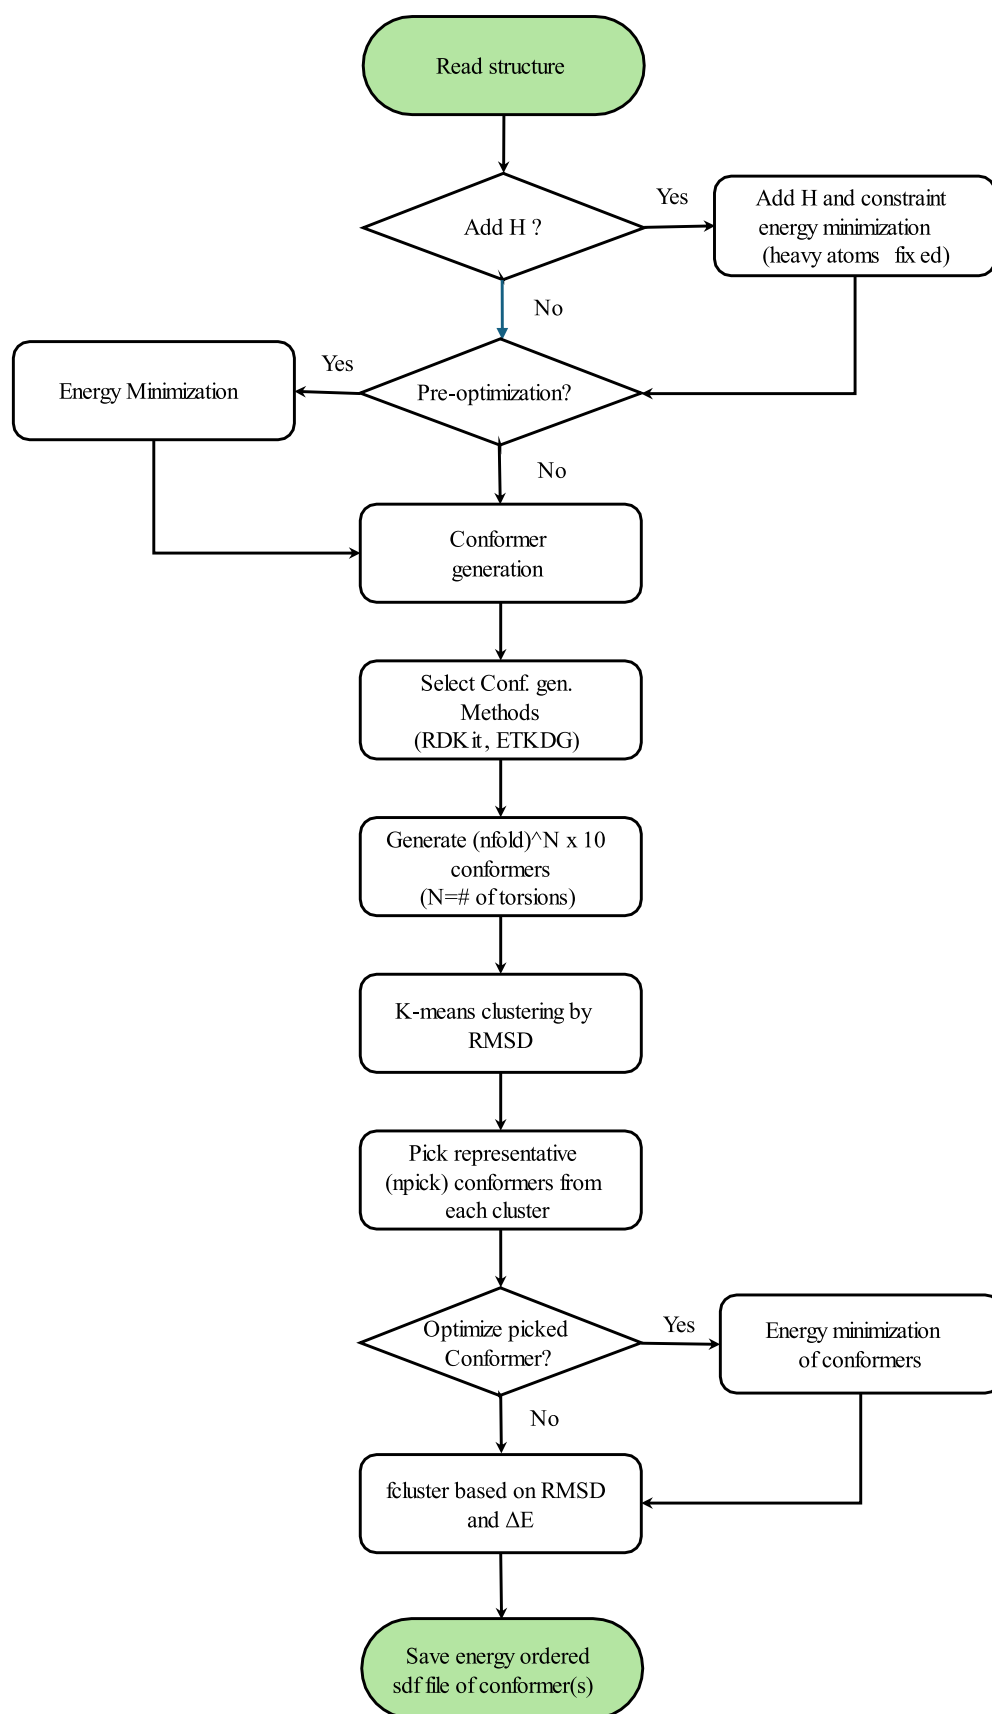 Read structure
Add H ?
Yes
Add H and constraint
energy minimization
(heavy atoms fix ed)
No
Pre-optimization?
Yes
Energy Minimization
No
Conformer
generation
Select Conf. gen.
Methods
(RDKit, ETKDG)
Generate (nfold)^N x 10
conformers
(N=# of torsions)
K-means clustering by
RMSD
Pick representative
(npick) conformers from
each cluster
Optimize picked
Conformer?
Yes
Energy minimization
of conformers
No
fcluster based on RMSD
and ΔE
Save energy ordered
sdf file of conformer(s)